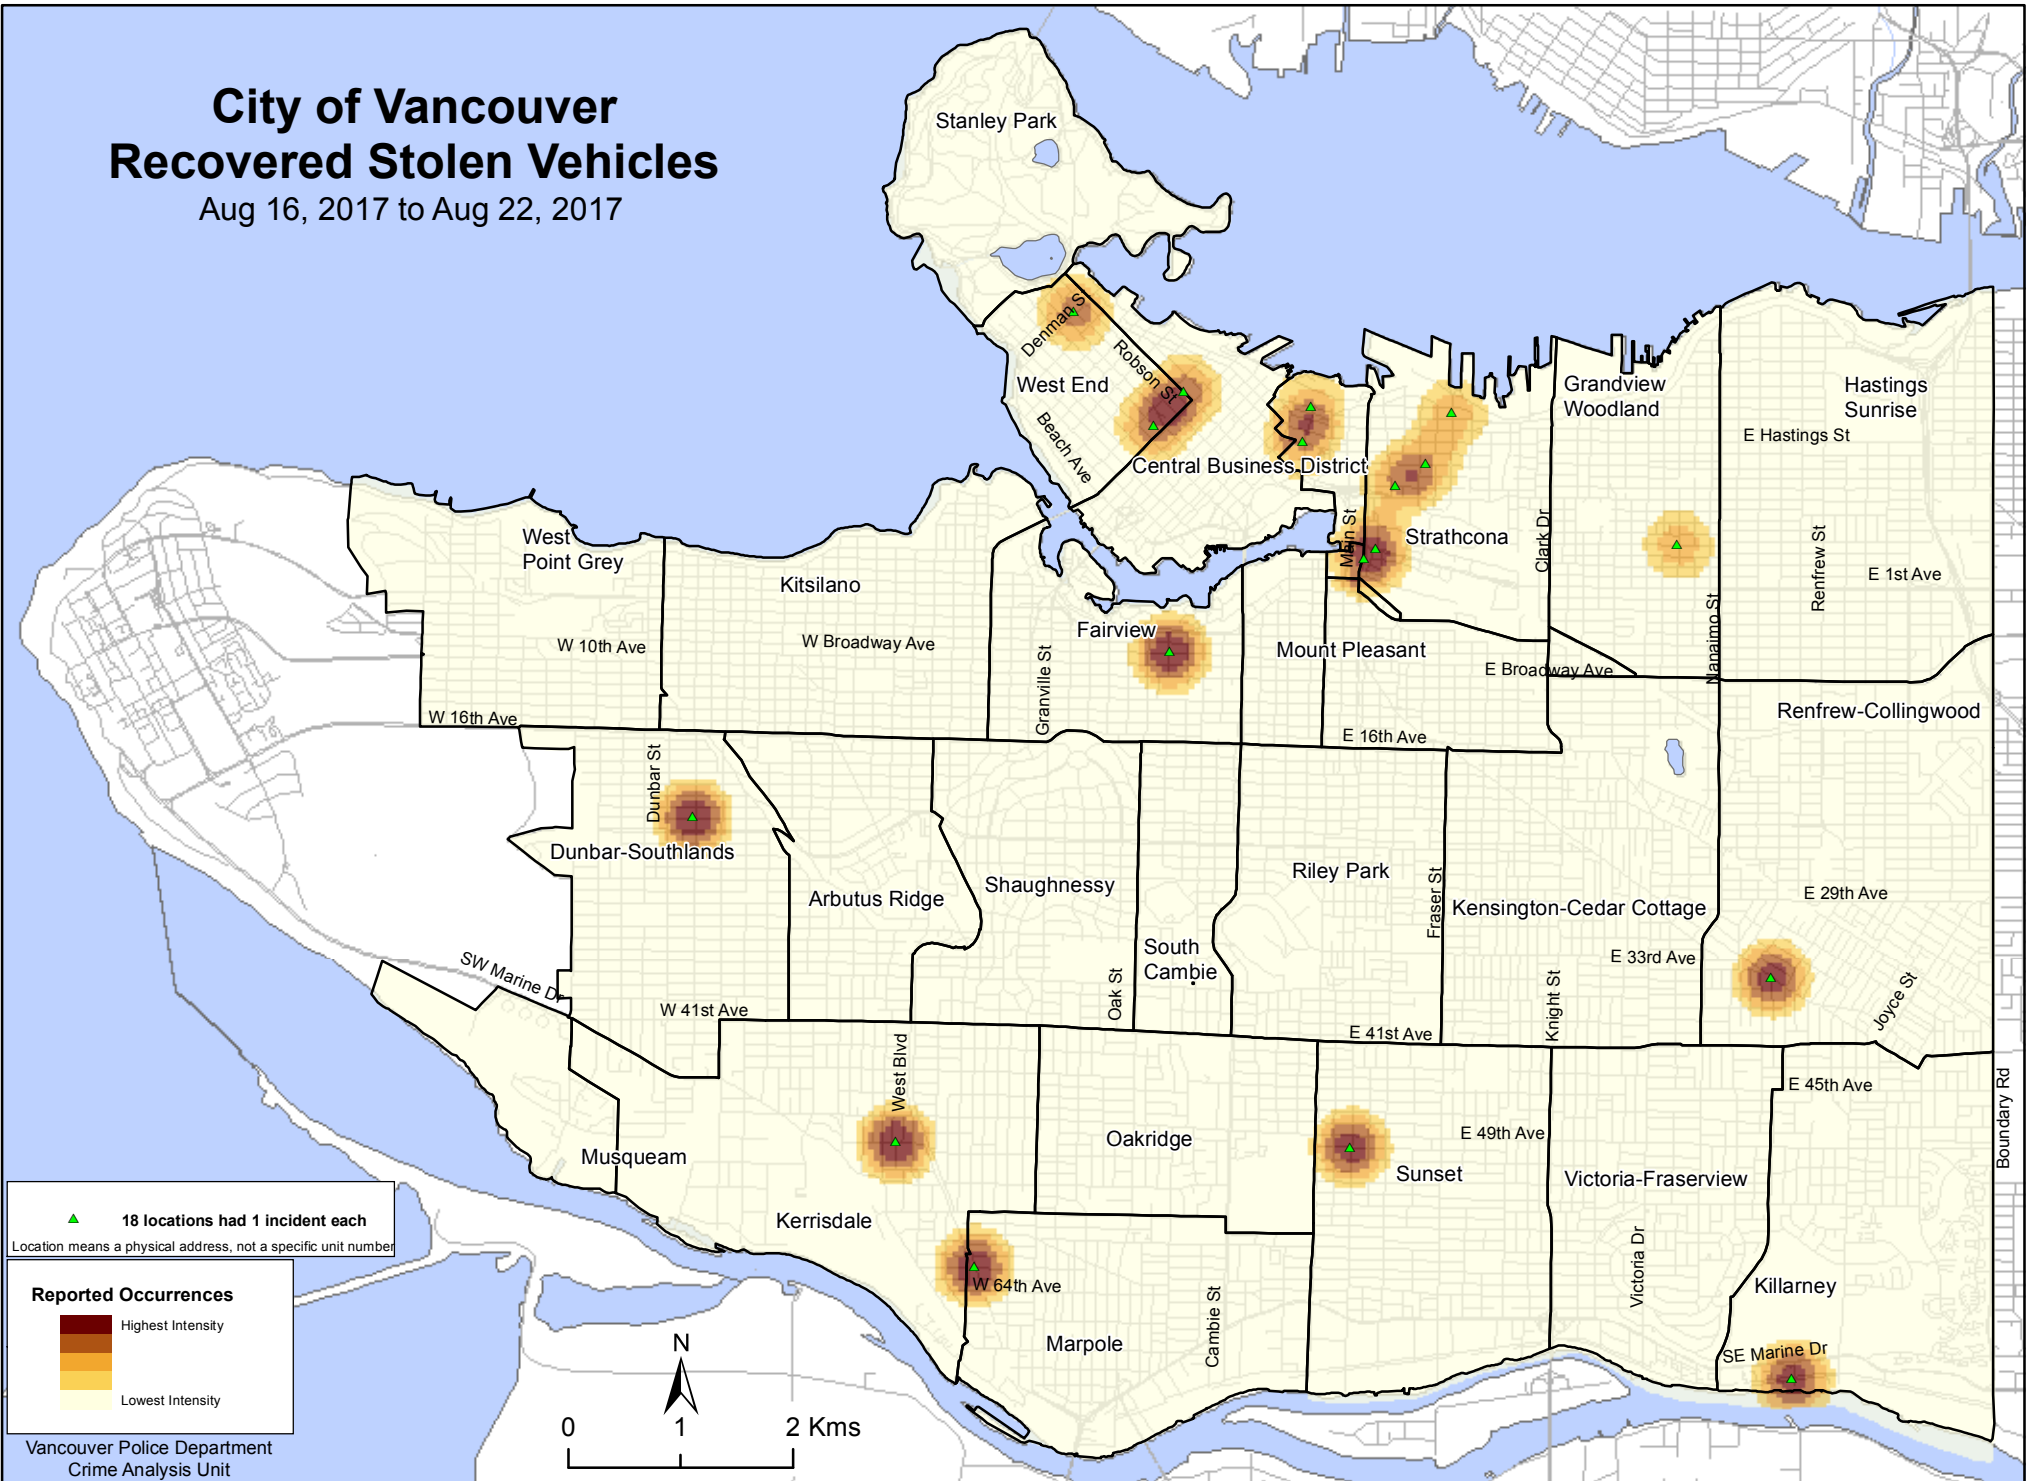 City of Vancouver
Recovered Stolen Vehicles
Aug 16, 2017 to Aug 22, 2017
Stanley Park
Denman S
Robson St
West End
Beach Ave
Central Business District
Grandview
Woodland
Hastings
Sunrise
E Hastings St
Main St
Strathcona
Clark Dr
Nanaimo St
Renfrew St
E 1st Ave
West
Point Grey
Kitsilano
W 10th Ave
W Broadway Ave
Fairview
Granville St
Mount Pleasant
E Broadway Ave
W 16th Ave
E 16th Ave
Renfrew-Collingwood
Dunbar St
Dunbar-Southlands
Arbutus Ridge
Shaughnessy
South
Cambie
Riley Park
Fraser St
Kensington-Cedar Cottage
E 29th Ave
E 33rd Ave
SW Marine Dr
W 41st Ave
Oak St
E 41st Ave
Knight St
Joyce St
West Blvd
E 45th Ave
Boundary Rd
Musqueam
Oakridge
E 49th Ave
Sunset
Victoria-Fraserview
Kerrisdale
W 64th Ave
Marpole
Cambie St
Victoria Dr
Killarney
SE Marine Dr
18 locations had 1 incident each
Location means a physical address, not a specific unit number
Reported Occurrences
Highest Intensity
Lowest Intensity
Vancouver Police Department
Crime Analysis Unit
N
0 1 2 Kms